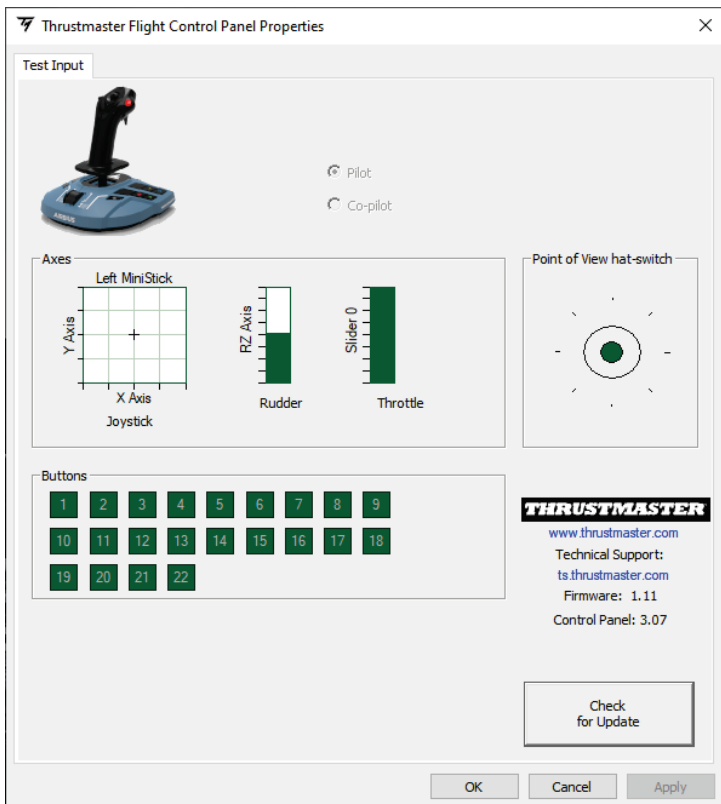 Thrustmaster Flight Control Panel Properties
Test Input
AIRBUS
Pilot
Co-pilot
Axes
Left MiniStick
Y Axis
X Axis
Joystick
RZ Axis
Rudder
Slider 0
Throttle
Point of View hat-switch
Buttons
1 2 3 4 5 6 7 8 9
10 11 12 13 14 15 16 17 18
19 20 21 22
THRUSTMASTER
www.thrustmaster.com
Technical Support:
ts.thrustmaster.com
Firmware: 1.11
Control Panel: 3.07
Check
for Update
OK Cancel Apply